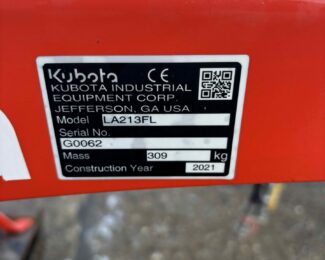 Kubota CE
KUBOTA INDUSTRIAL
EQUIPMENT CORP.
JEFFERSON, GA USA
Model LA213FL
Serial No.
G0062
Mass 309 kg
Construction Year 2021